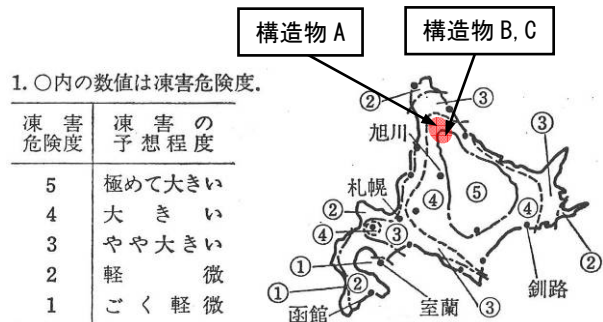 構造物 A
構造物 B, C
1. ○内の数値は凍害危険度.
凍害危険度 凍害の予想程度
5 極めて大きい
4 大きい
3 やや大きい
2 軽微
1 ごく軽微
②
③
旭川
③
⑤
札幌
④
②
④
④
③
①
②
釧路
①
②
室蘭
③
函館